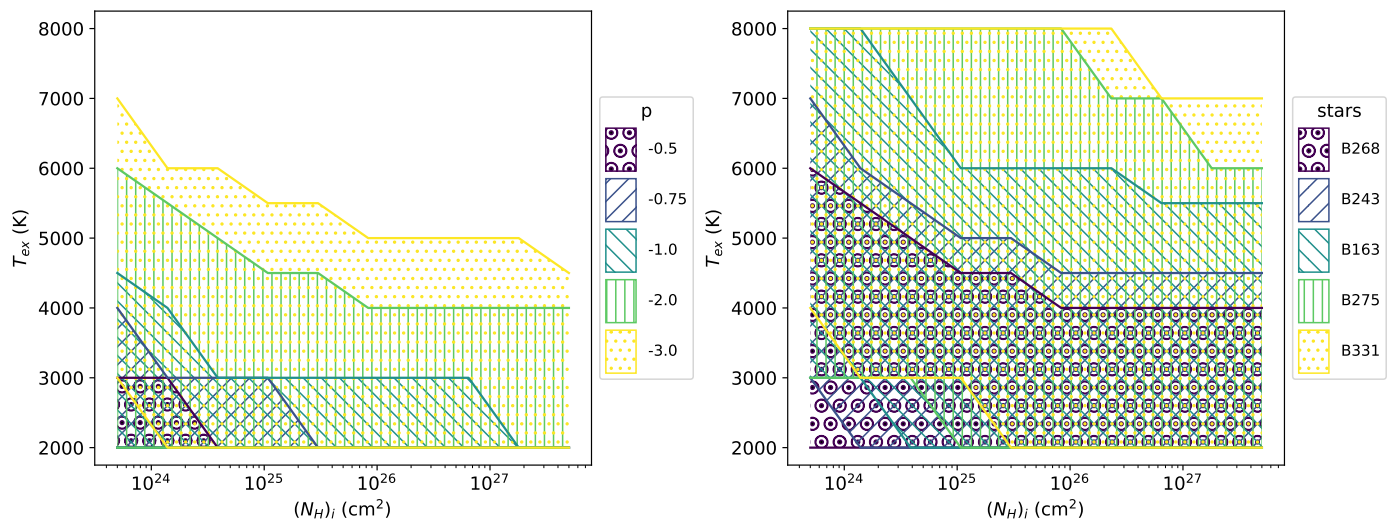 8000
7000
6000
5000
4000
3000
2000
T_ex (K)
10^24
10^25
10^26
10^27
(N_H)_i (cm^2)
p
-0.5
-0.75
-1.0
-2.0
-3.0
8000
7000
6000
5000
4000
3000
2000
T_ex (K)
10^24
10^25
10^26
10^27
(N_H)_i (cm^2)
stars
B268
B243
B163
B275
B331